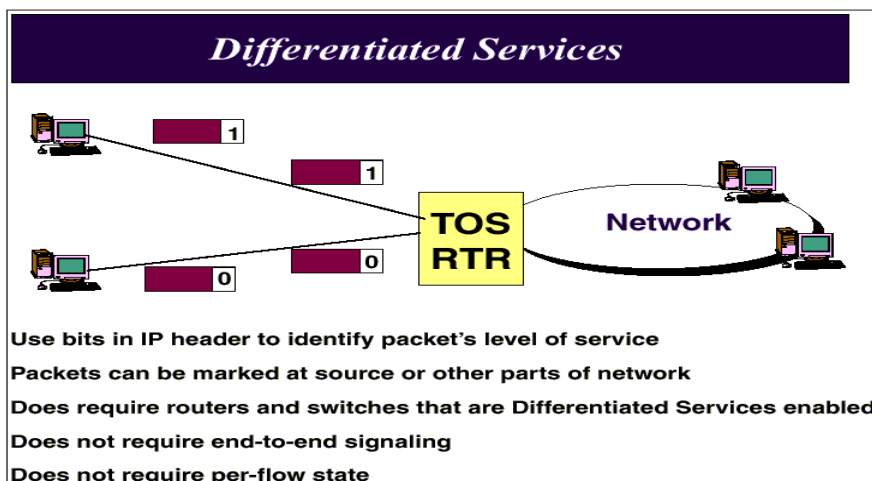 Differentiated Services
1
1
TOS
RTR
Network
0
0
Use bits in IP header to identify packet's level of service
Packets can be marked at source or other parts of network
Does require routers and switches that are Differentiated Services enabled
Does not require end-to-end signaling
Does not require per-flow state